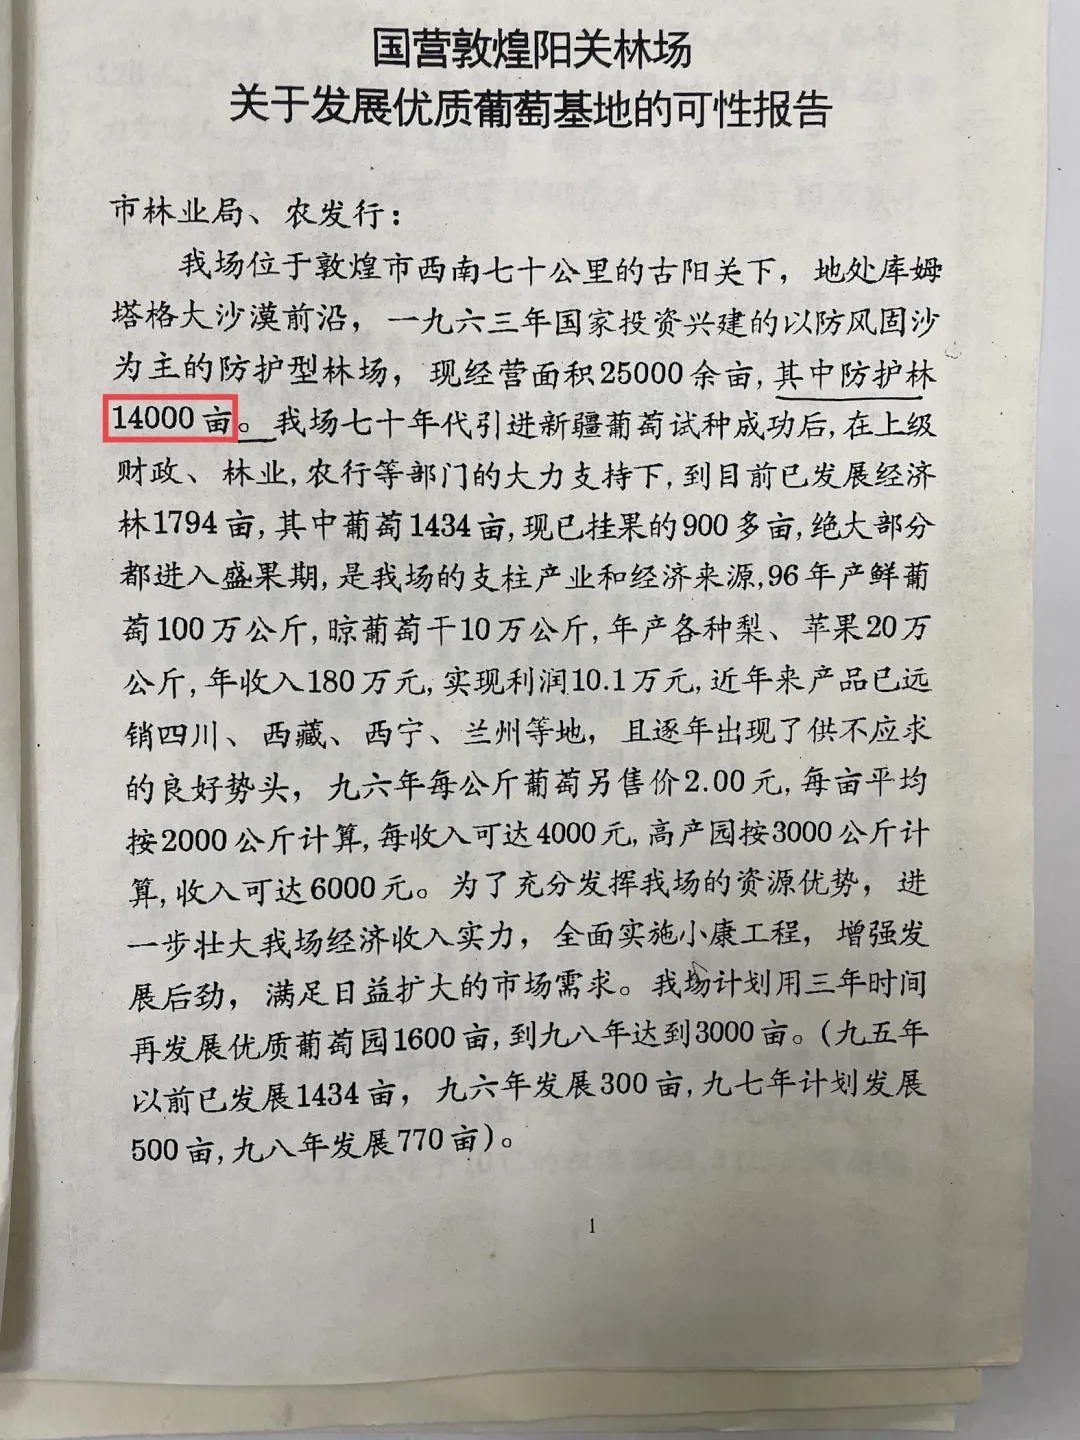 国营敦煌阳关林场
关于发展优质葡萄基地的可性报告
市林业局、农发行：
我场位于敦煌市西南七十公里的古阳关下，地处库姆
塔格大沙漠前沿，一九六三年国家投资兴建的以防风固沙
为主的防护型林场，现经营面积25000余亩,其中防护林
14000亩。我场七十年代引进新疆葡萄试种成功后,在上级
财政、林业,农行等部门的大力支持下,到目前已发展经济
林1794亩,其中葡萄1434亩,现已挂果的900多亩,绝大部分
都进入盛果期,是我场的支柱产业和经济来源,96年产鲜葡
萄100万公斤,晾葡萄干10万公斤,年产各种梨、苹果20万
公斤,年收入180万元,实现利润10.1万元,近年来产品已远
销四川、西藏、西宁、兰州等地，且逐年出现了供不应求
的良好势头，九六年每公斤葡萄另售价2.00元,每亩平均
按2000公斤计算,每收入可达4000元,高产园按3000公斤计
算,收入可达6000元。为了充分发挥我场的资源优势，进
一步壮大我场经济收入实力，全面实施小康工程，增强发
展后劲，满足日益扩大的市场需求。我场计划用三年时间
再发展优质葡萄园1600亩,到九八年达到3000亩。(九五年
以前已发展1434亩，九六年发展300亩,九七年计划发展
500亩,九八年发展770亩)。
1